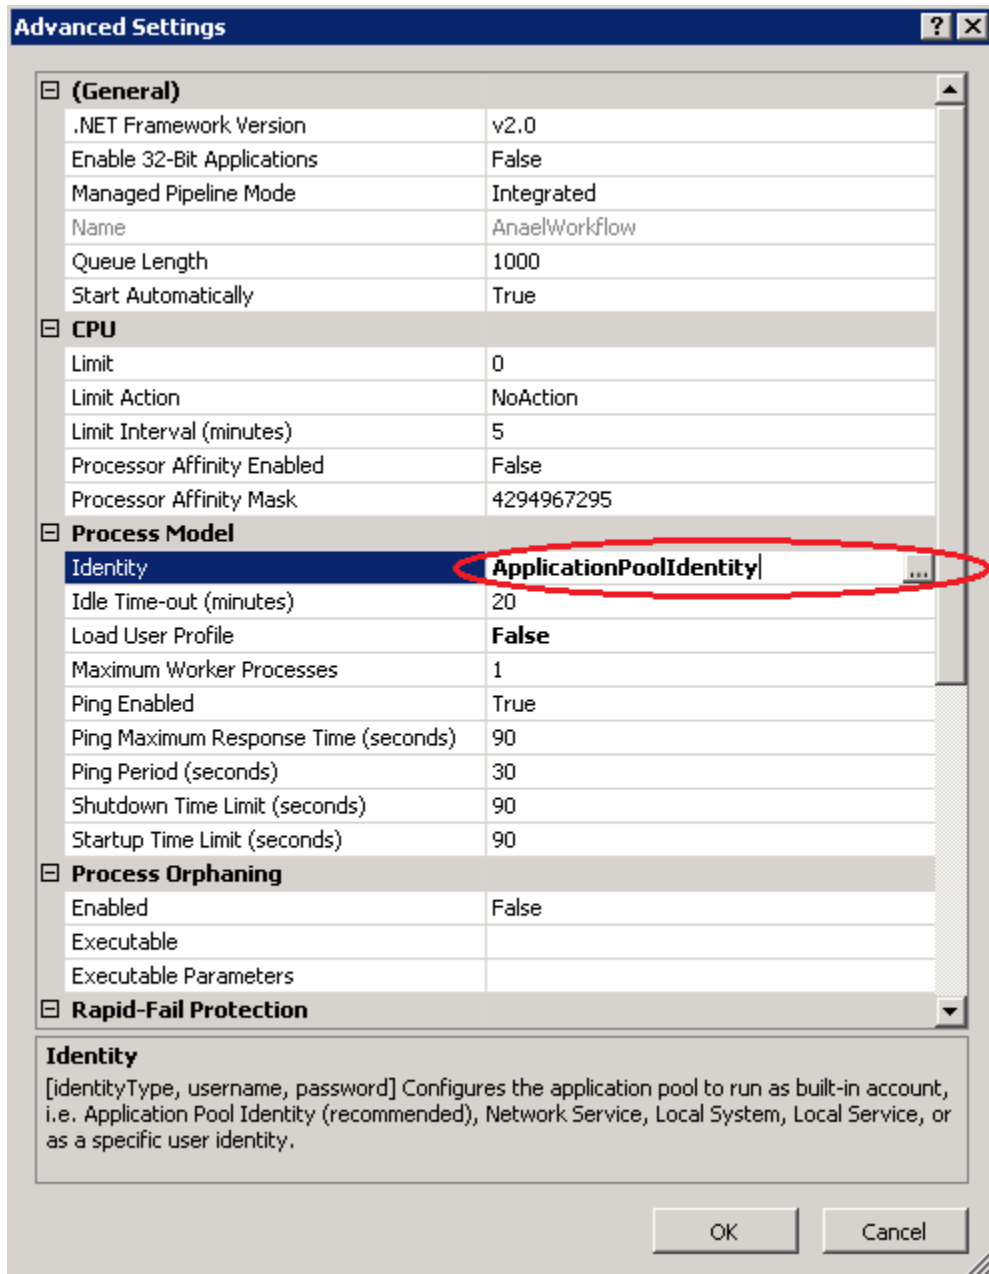 Advanced Settings
(General)
.NET Framework Version v2.0
Enable 32-Bit Applications False
Managed Pipeline Mode Integrated
Name AnaelWorkflow
Queue Length 1000
Start Automatically True
CPU
Limit 0
Limit Action NoAction
Limit Interval (minutes) 5
Processor Affinity Enabled False
Processor Affinity Mask 4294967295
Process Model
Identity ApplicationPoolIdentity ...
Idle Time-out (minutes) 20
Load User Profile False
Maximum Worker Processes 1
Ping Enabled True
Ping Maximum Response Time (seconds) 90
Ping Period (seconds) 30
Shutdown Time Limit (seconds) 90
Startup Time Limit (seconds) 90
Process Orphaning
Enabled False
Executable
Executable Parameters
Rapid-Fail Protection
Identity
[identityType, username, password] Configures the application pool to run as built-in account,
i.e. Application Pool Identity (recommended), Network Service, Local System, Local Service, or
as a specific user identity.
OK Cancel